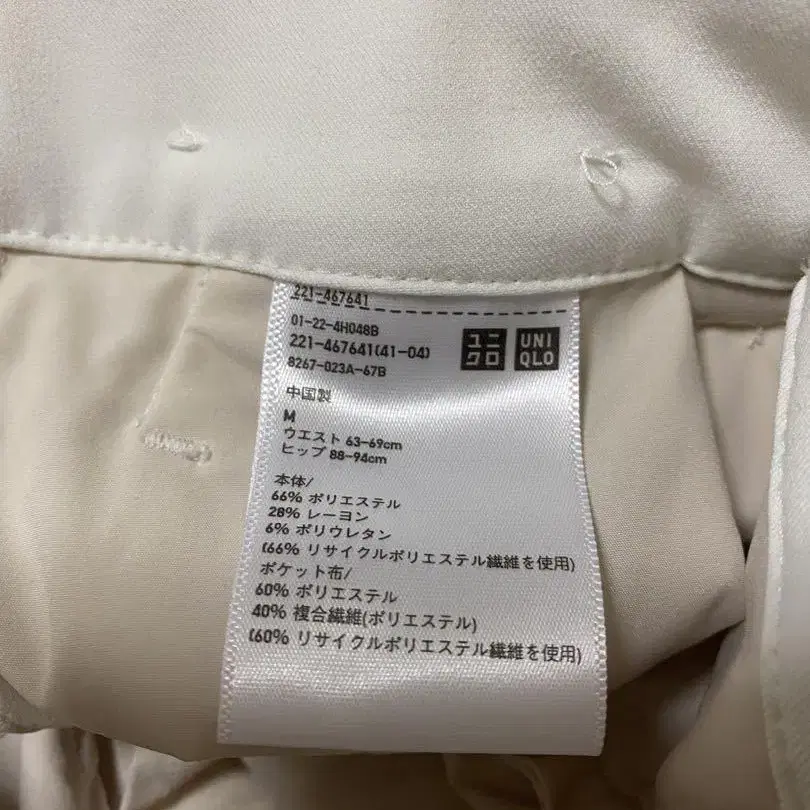 221-467641
01-22-4H048B
221-467641(41-04)
8267-023A-67B
ユニ
クロ
UNI
QLO
中国製
M
ウエスト 63-69cm
ヒップ 88-94cm
本体/
66% ポリエステル
28% レーヨン
6% ポリウレタン
(66% リサイクルポリエステル繊維を使用)
ポケット布/
60% ポリエステル
40% 複合繊維(ポリエステル)
(60% リサイクルポリエステル繊維を使用)